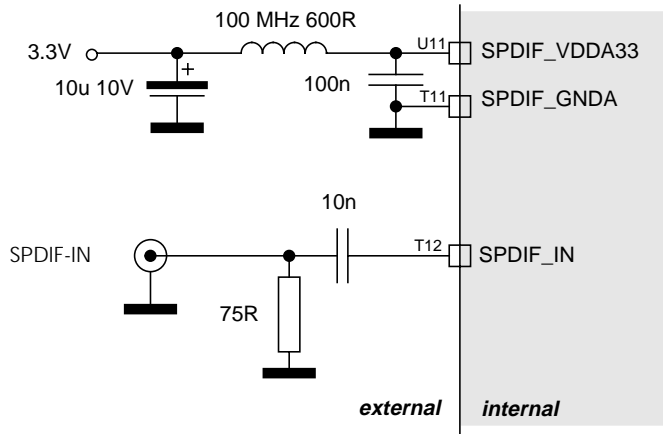 100 MHz 600R
3.3V
U11
SPDIF_VDDA33
+
10u 10V
100n
T11
SPDIF_GNDA
10n
SPDIF-IN
T12
SPDIF_IN
75R
external
internal